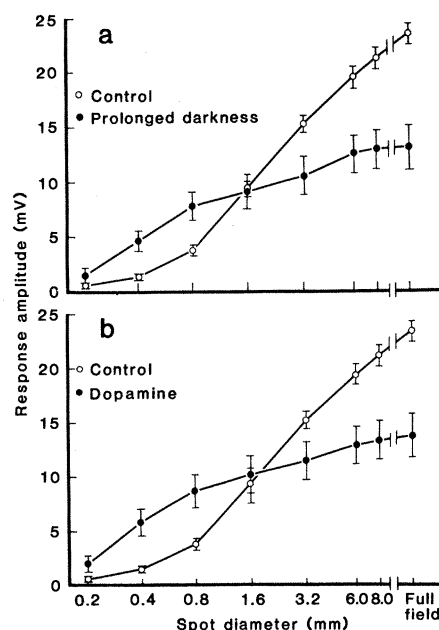 a
25
20
15
10
5
0
Control
Prolonged darkness
Response amplitude (mV)
b
25
20
15
10
5
0
Control
Dopamine
0.2 0.4 0.8 1.6 3.2 6.0 8.0 Full field
Spot diameter (mm)